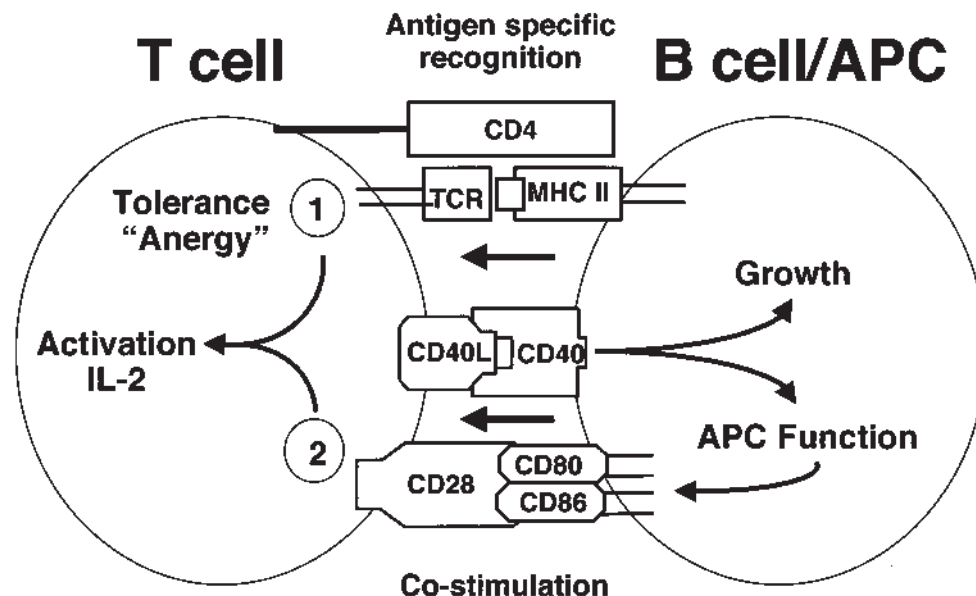 Antigen specific
recognition
T cell
B cell/APC
CD4
TCR
MHC II
Tolerance
“Anergy”
1
Growth
Activation
IL-2
CD40L
CD40
2
APC Function
CD28
CD80
CD86
Co-stimulation